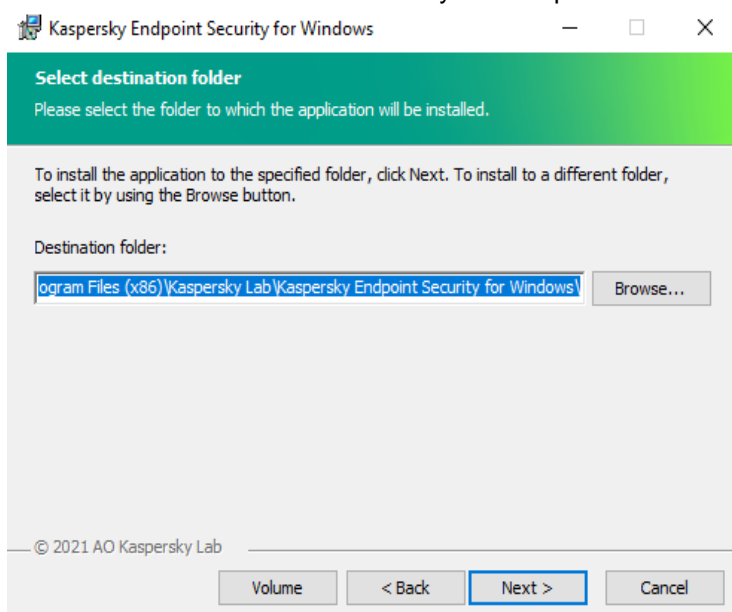 Kaspersky Endpoint Security for Windows
Select destination folder
Please select the folder to which the application will be installed.
To install the application to the specified folder, click Next. To install to a different folder,
select it by using the Browse button.
Destination folder:
ogram Files (x86)\Kaspersky Lab\Kaspersky Endpoint Security for Windows\
Browse...
© 2021 AO Kaspersky Lab
Volume < Back Next > Cancel